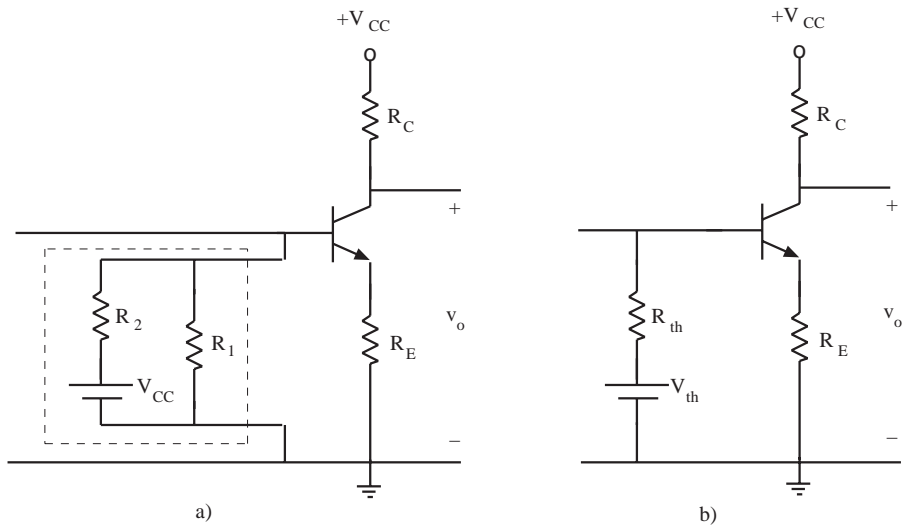 +V CC
R C
+
R 2
R 1
V CC
R E
v o
−
a)
+V CC
R C
+
R th
V th
R E
v o
−
b)